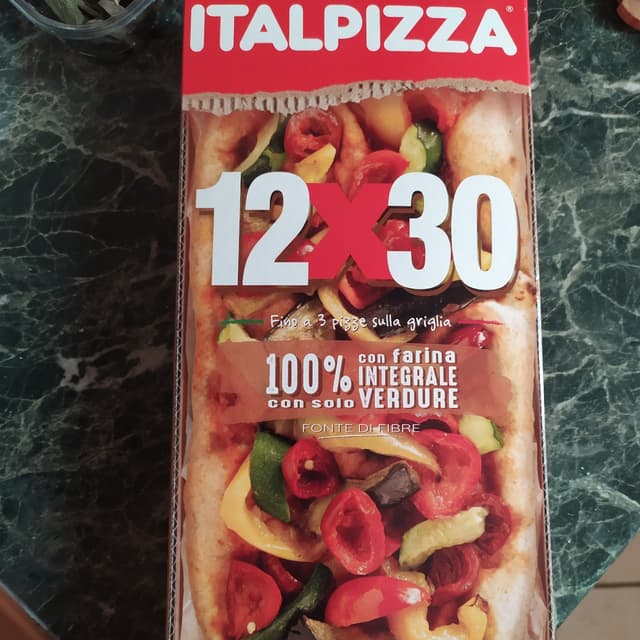 ITALPIZZA®
12x30
Fino a 3 pizze sulla griglia
100% con farina INTEGRALE
con solo VERDURE
FONTE DI FIBRE